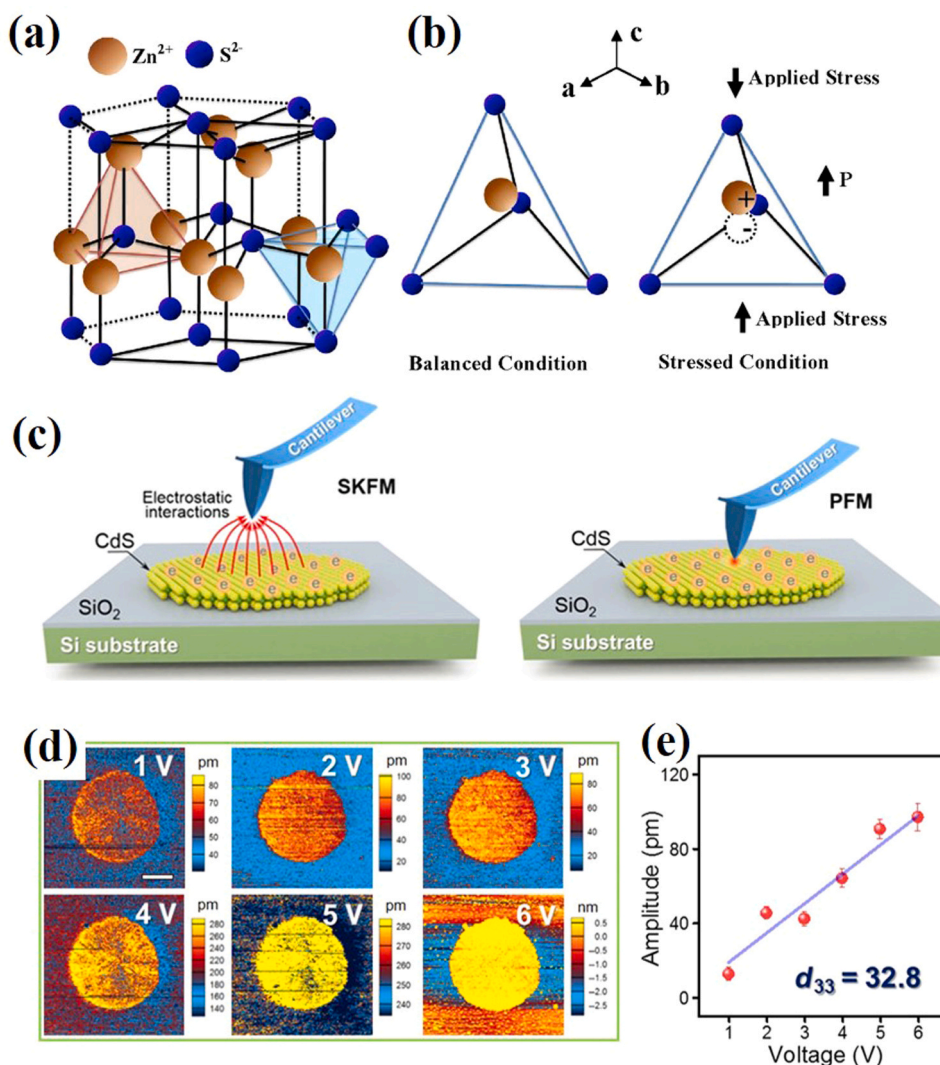 (a)
Zn²⁺
S²⁻
(b)
c
a
b
Applied Stress
P
+
-
Applied Stress
Balanced Condition
Stressed Condition
(c)
Cantilever
Electrostatic
interactions
SKFM
CdS
e e e e e e e e e e e e e e
SiO₂
Si substrate
Cantilever
PFM
CdS
e e e e e e e e e e e e e e
SiO₂
Si substrate
(d)
1 V
pm
80
70
60
50
40
2 V
pm
100
80
60
40
20
3 V
pm
80
60
40
20
4 V
pm
280
260
240
220
200
180
160
140
130
5 V
pm
280
270
260
250
240
6 V
nm
0.5
0.0
-0.5
-1.0
-1.5
-2.0
-2.5
(e)
Amplitude (pm)
120
80
40
0
d₃₃ = 32.8
1 2 3 4 5 6
Voltage (V)